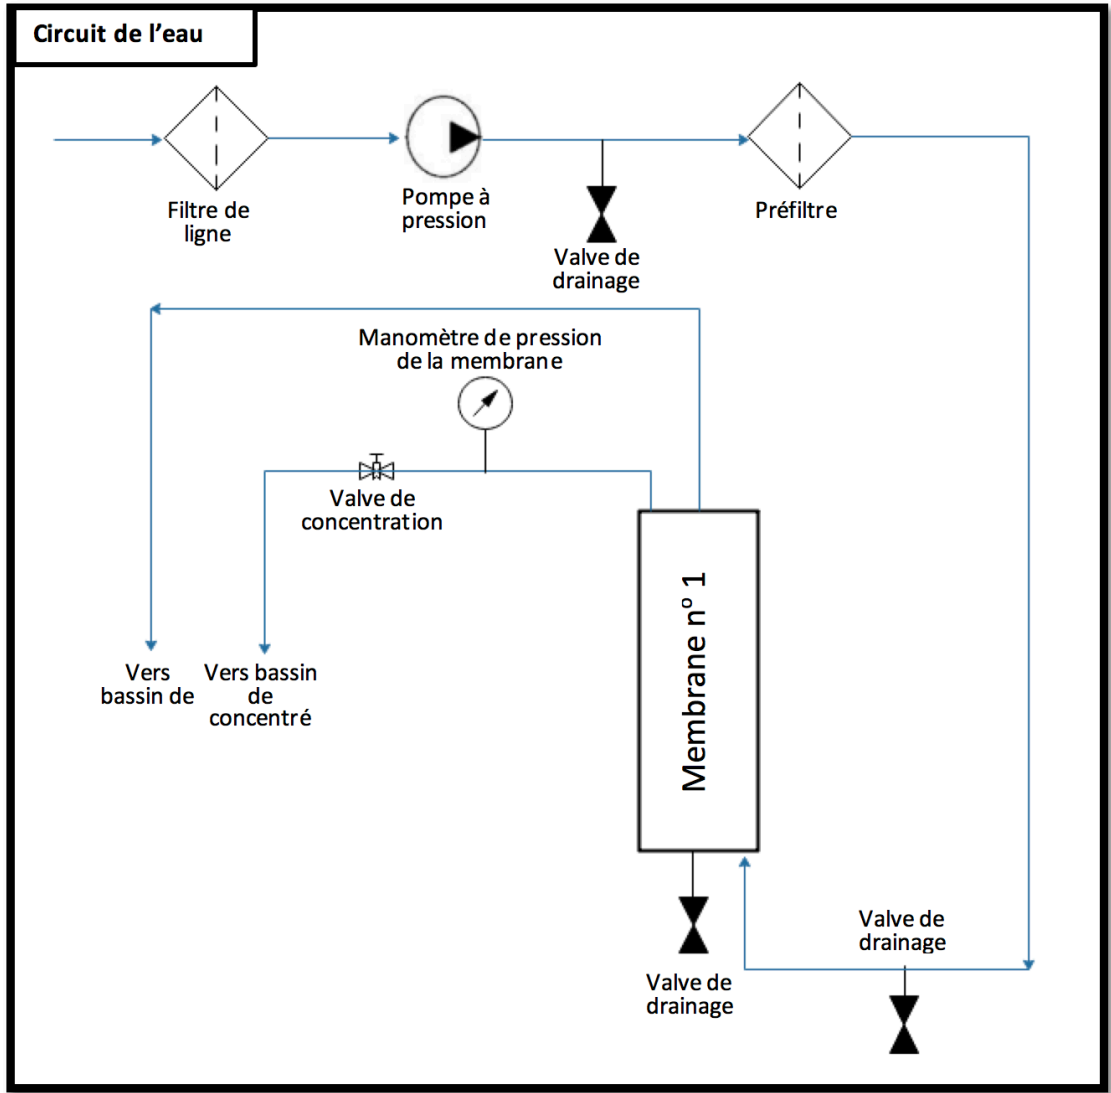 Circuit de l'eau
Filtre de
ligne
Pompe à
pression
Valve de
drainage
Préfiltre
Manomètre de pression
de la membrane
Valve de
concentration
Vers
bassin de
Vers bassin
de
concentré
Membrane nº 1
Valve de
drainage
Valve de
drainage